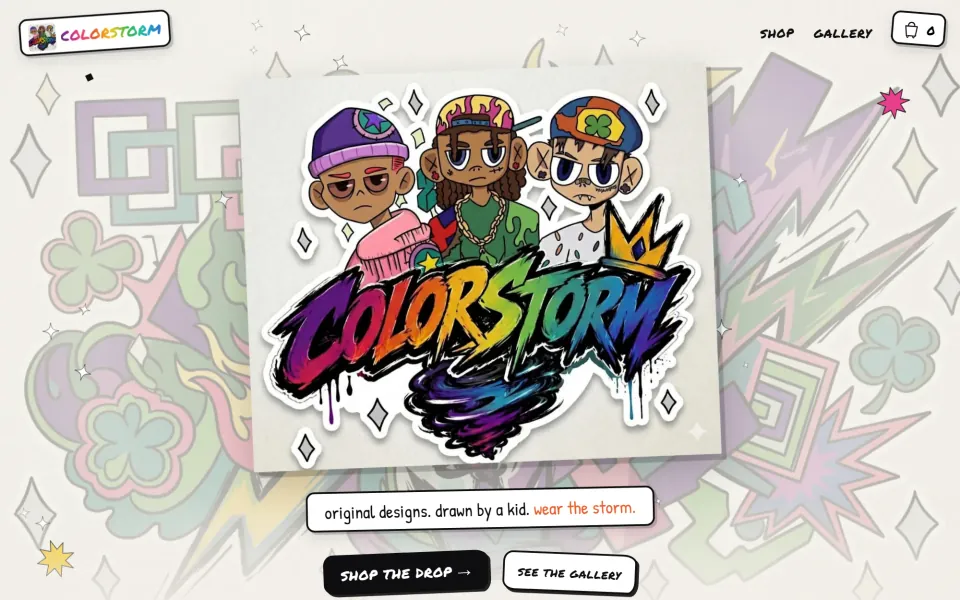 COLORSTORM
SHOP
GALLERY
0
COLORSTORM
original designs. drawn by a kid. wear the storm.
SHOP THE DROP →
SEE THE GALLERY